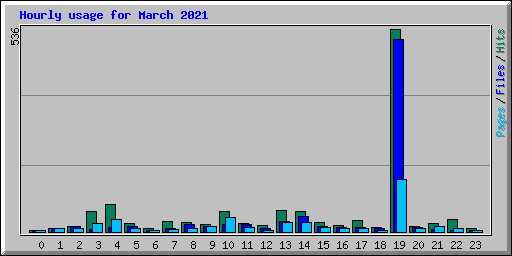 Hourly usage for March 2021
536
Pages/Files/Hits
0 1 2 3 4 5 6 7 8 9 10 11 12 13 14 15 16 17 18 19 20 21 22 23